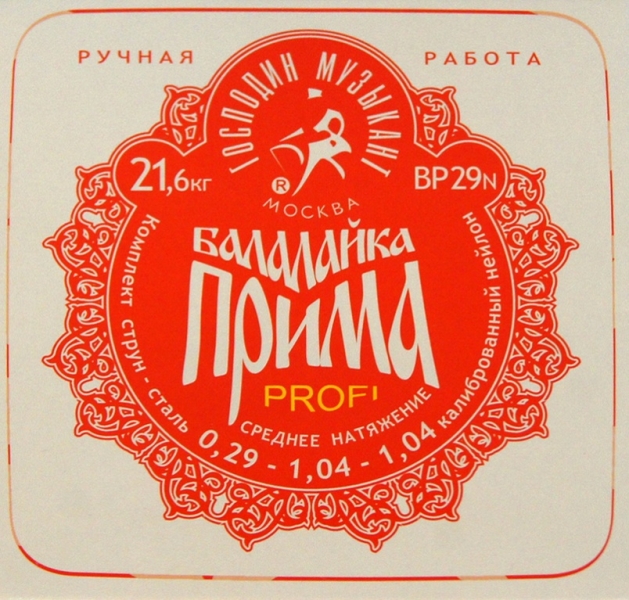 РУЧНАЯ РАБОТА
ГОСПОДИН МУЗЫКАНТ
®
МОСКВА
21,6кг
BP29N
БАЛАЛАЙКА
ПРИМА
PROFI
СРЕДНЕЕ НАТЯЖЕНИЕ
Комплект струн - сталь 0,29 - 1,04 - 1,04 калиброванный нейлон